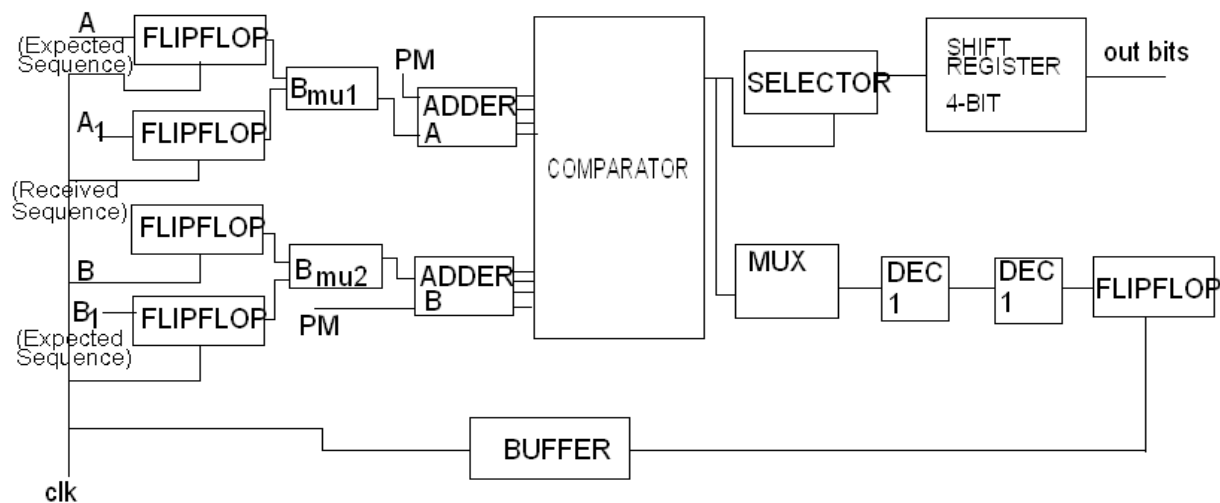 A
(Expected
Sequence)
FLIPFLOP
A1
FLIPFLOP
(Received
Sequence)
FLIPFLOP
B
B1
FLIPFLOP
(Expected
Sequence)
Bmu1
Bmu2
PM
ADDER
A
ADDER
B
PM
COMPARATOR
SELECTOR
SHIFT
REGISTER
4-BIT
out bits
MUX
DEC
1
DEC
1
FLIPFLOP
BUFFER
clk